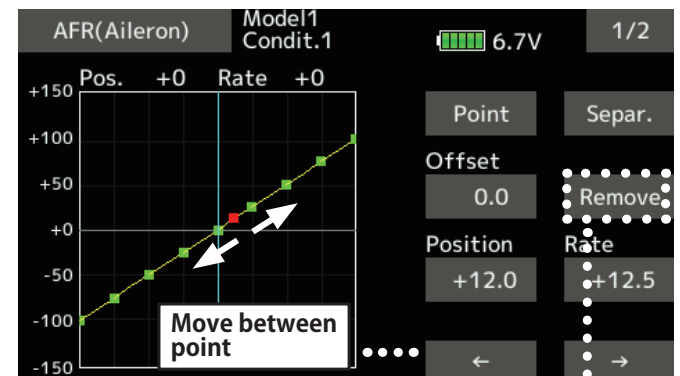 AFR(Aileron)
Model1
Condit.1
6.7V
1/2
Pos. +0 Rate +0
+150
+100
+50
+0
-50
-100
-150
Point
Separ.
Offset
0.0
Remove
Position
Rate
+12.0
+12.5
Move between
point
←
→